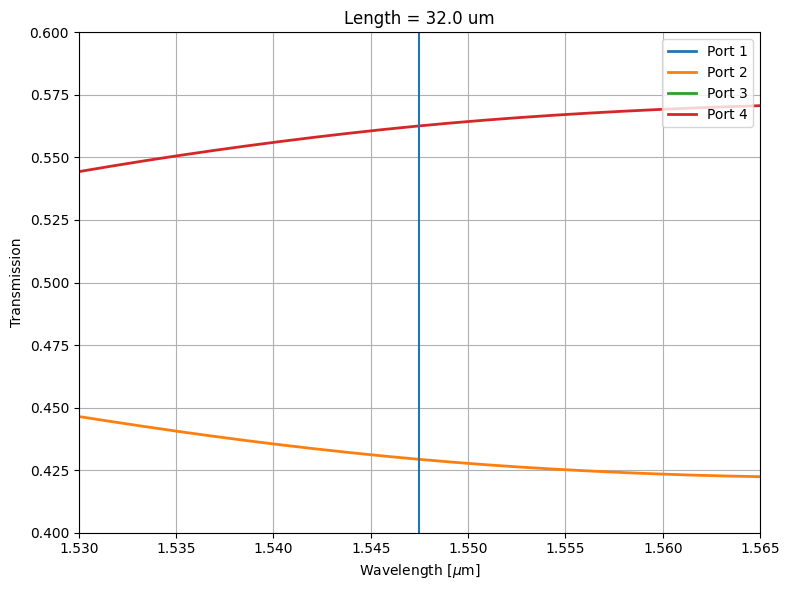 Length = 32.0 um
0.600
0.575
0.550
0.525
0.500
0.475
0.450
0.425
0.400
Transmission
Port 1
Port 2
Port 3
Port 4
1.530 1.535 1.540 1.545 1.550 1.555 1.560 1.565
Wavelength [μm]